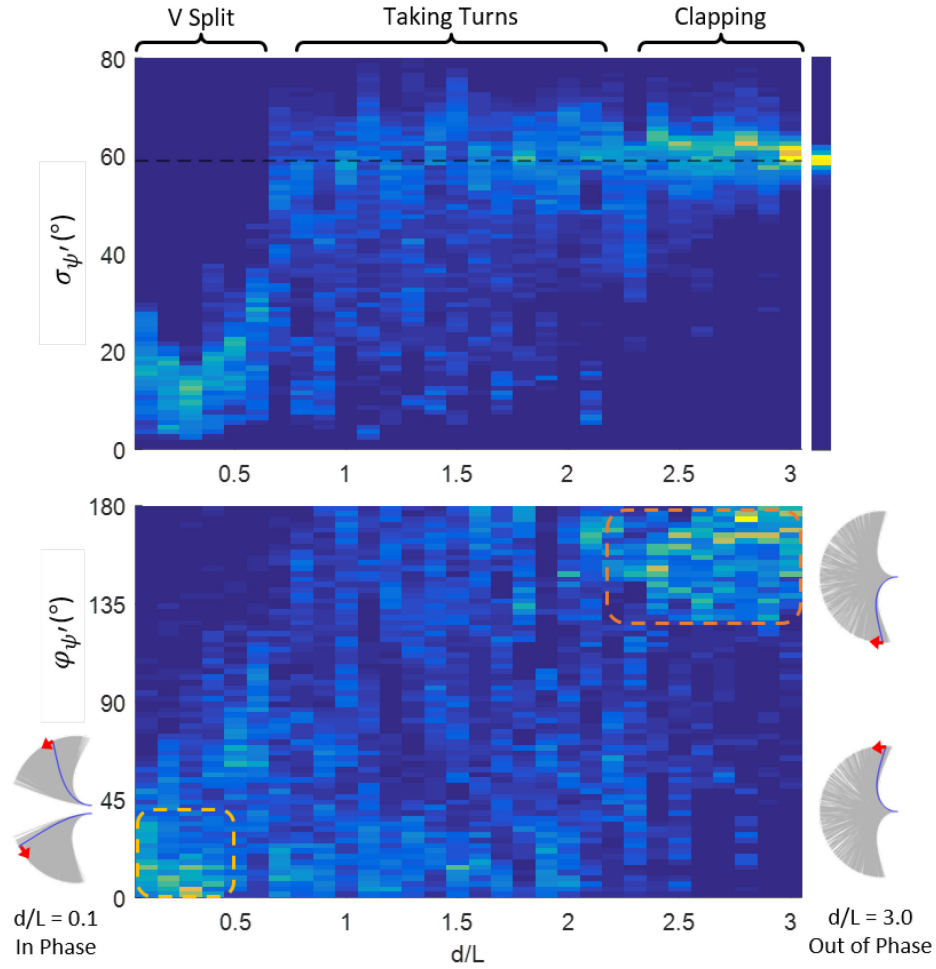 V Split Taking Turns Clapping
80
60
40
20
0
σψ′ (°)
0.5 1 1.5 2 2.5 3
180
135
90
45
0
φψ′ (°)
0.5 1 1.5 2 2.5 3
d/L
d/L = 0.1
In Phase
d/L = 3.0
Out of Phase